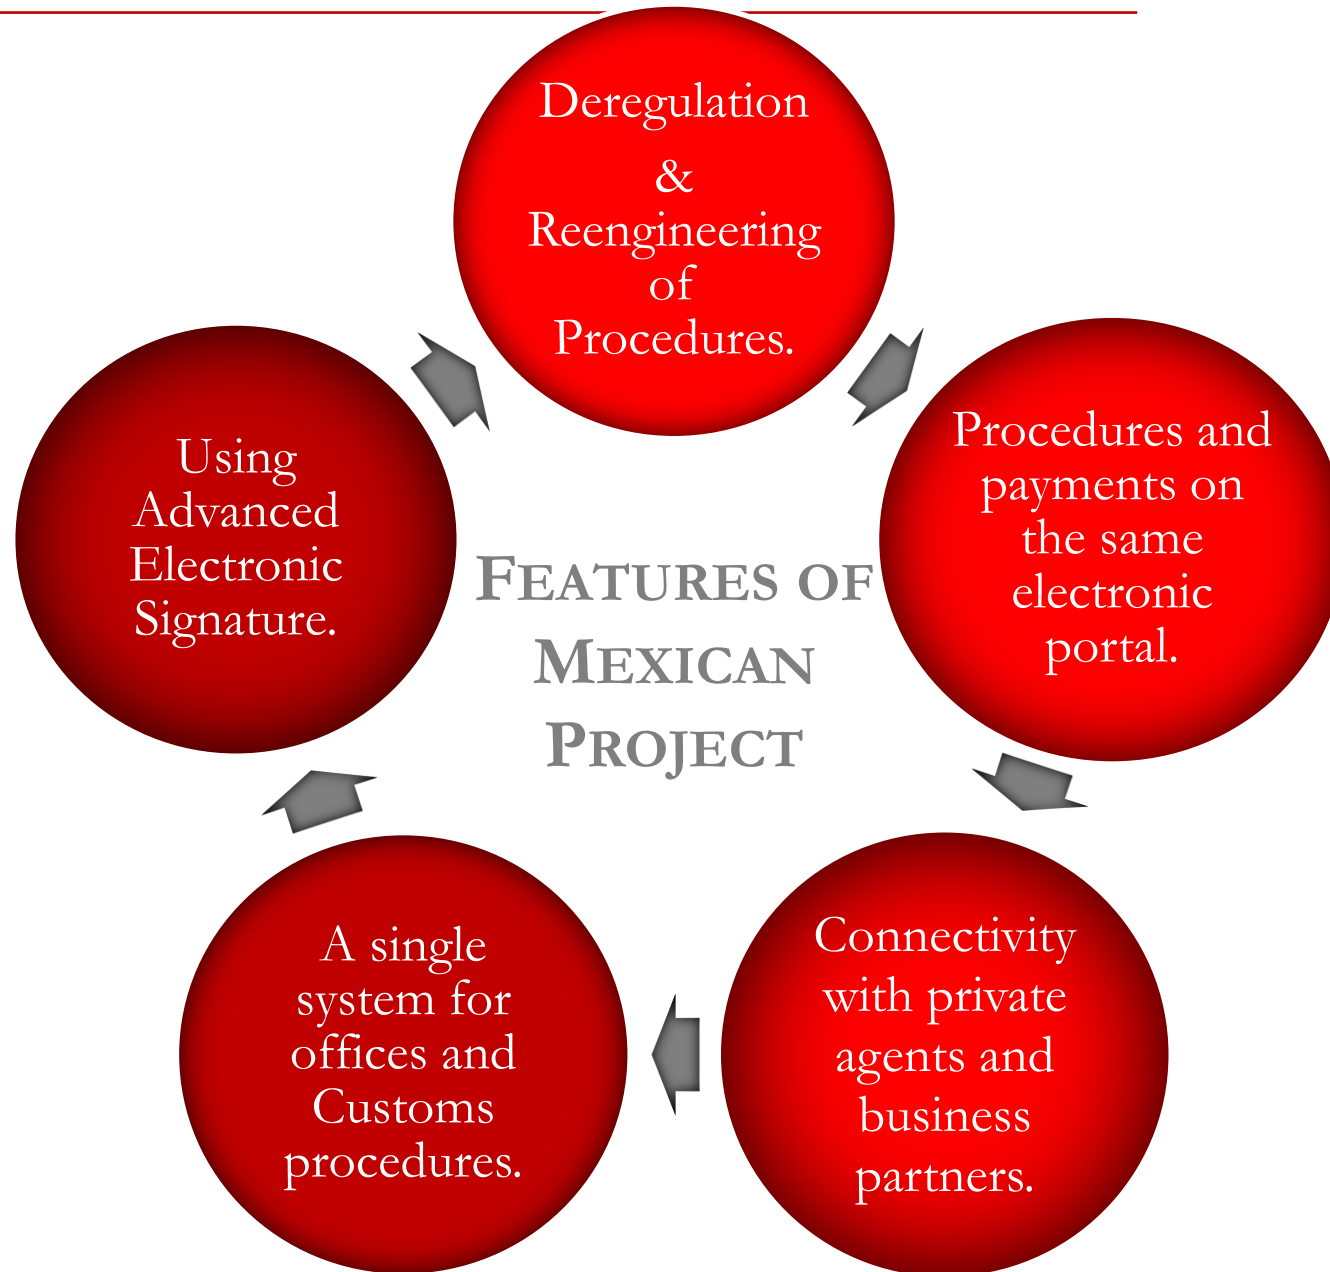 Deregulation
&
Reengineering
of
Procedures.
Procedures and
payments on
the same
electronic
portal.
Connectivity
with private
agents and
business
partners.
A single
system for
offices and
Customs
procedures.
Using
Advanced
Electronic
Signature.
FEATURES OF
MEXICAN
PROJECT